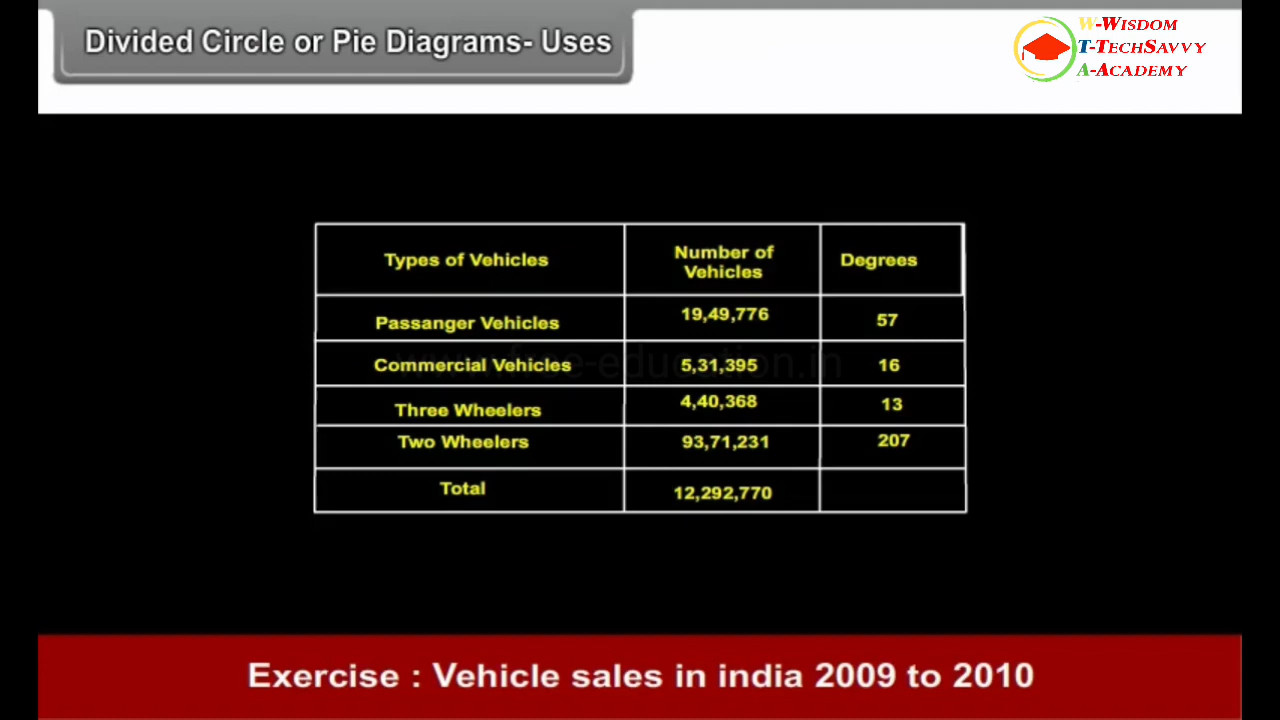 Divided Circle or Pie Diagrams- Uses
W-Wisdom
T-TechSavvy
A-Academy
Types of Vehicles Number of Vehicles Degrees
Passanger Vehicles 19,49,776 57
Commercial Vehicles 5,31,395 16
Three Wheelers 4,40,368 13
Two Wheelers 93,71,231 207
Total 12,292,770
Exercise : Vehicle sales in india 2009 to 2010